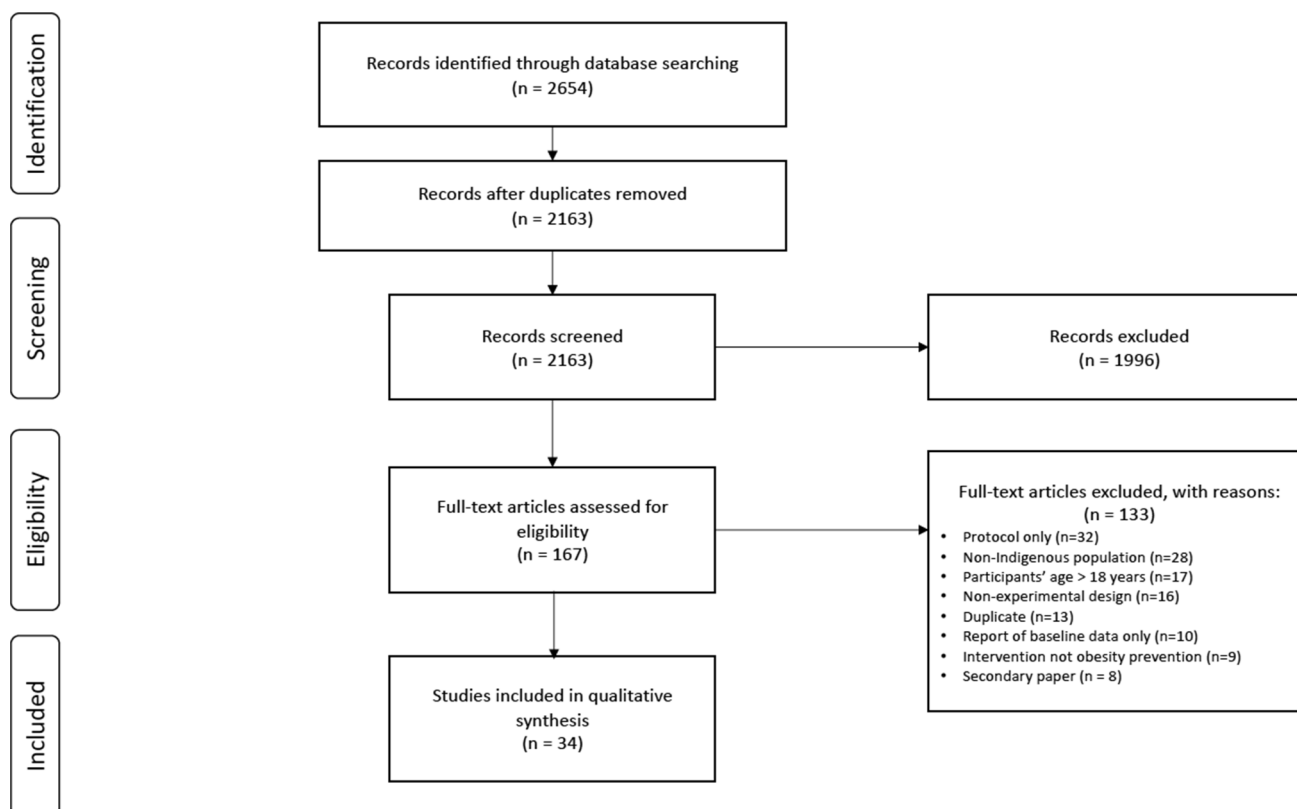 Identification
Records identified through database searching
(n = 2654)
Records after duplicates removed
(n = 2163)
Screening
Records screened
(n = 2163)
Records excluded
(n = 1996)
Eligibility
Full-text articles assessed for
eligibility
(n = 167)
Full-text articles excluded, with reasons:
(n = 133)
• Protocol only (n=32)
• Non-Indigenous population (n=28)
• Participants’ age > 18 years (n=17)
• Non-experimental design (n=16)
• Duplicate (n=13)
• Report of baseline data only (n=10)
• Intervention not obesity prevention (n=9)
• Secondary paper (n = 8)
Included
Studies included in qualitative
synthesis
(n = 34)